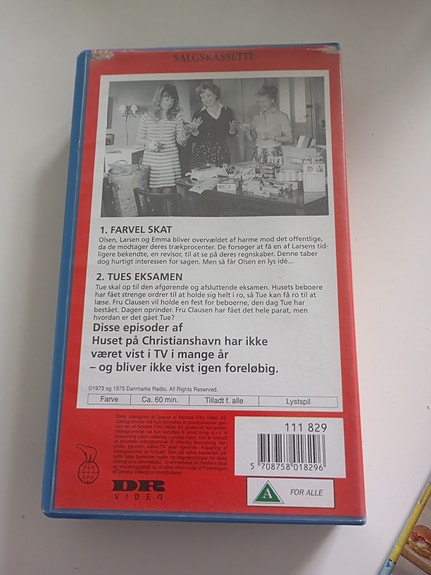 SALGSKASSETTE
1. FARVEL SKAT
Olsen, Larsen og Emma bliver overvældet af harme mod det offentlige,
da de modtager deres trækprocenter. De forsøger at få en af Larsens tid-
ligere bekendte, en revisor, til at se på deres regnskaber. Denne taber
dog hurtigt interessen for sagen. Men så får Olsen en lys idé...
2. TUES EKSAMEN
Tue skal op til den afgørende og afsluttende eksamen. Husets beboere
har fået strenge ordrer til at holde sig helt i ro, så Tue kan få ro til at
læse. Fru Clausen vil holde en fest for beboerne, den dag Tue har
bestået. Dagen oprinder. Fru Clausen har fået det hele parat, men
hvordan er det gået Tue?
Disse episoder af
Huset på Christianshavn har ikke
været vist i TV i mange år
– og bliver ikke vist igen foreløbig.
©1973 og 1975 Danmarks Radio. All Rights Reserved.
Farve Ca. 60 min. Tilladt f. alle Lystspil
111 829
5 708758 018296
DR
VIDEO
A FOR ALLE